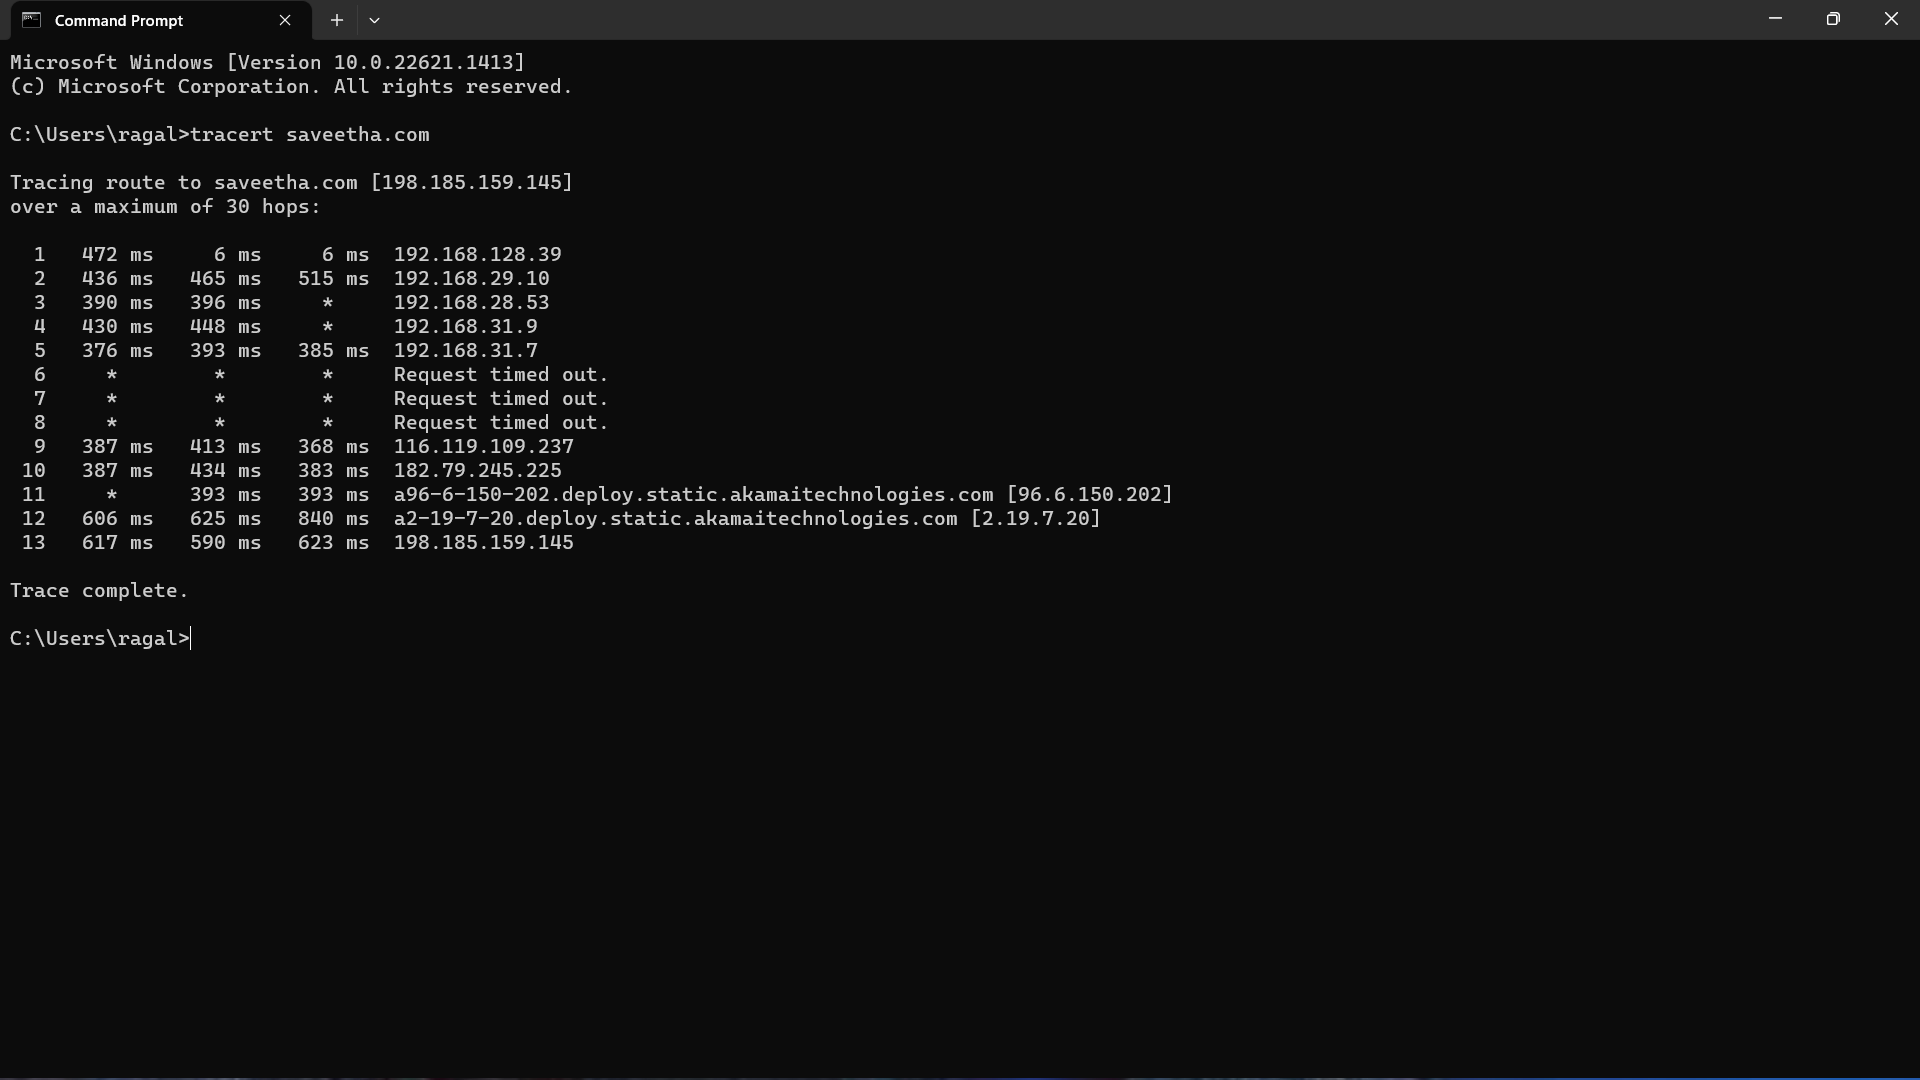 Command Prompt
Microsoft Windows [Version 10.0.22621.1413]
(c) Microsoft Corporation. All rights reserved.
C:\Users\ragal>tracert saveetha.com
Tracing route to saveetha.com [198.185.159.145]
over a maximum of 30 hops:
  1   472 ms     6 ms     6 ms  192.168.128.39
  2   436 ms   465 ms   515 ms  192.168.29.10
  3   390 ms   396 ms     *     192.168.28.53
  4   430 ms   448 ms     *     192.168.31.9
  5   376 ms   393 ms   385 ms  192.168.31.7
  6     *        *        *     Request timed out.
  7     *        *        *     Request timed out.
  8     *        *        *     Request timed out.
  9   387 ms   413 ms   368 ms  116.119.109.237
 10   387 ms   434 ms   383 ms  182.79.245.225
 11     *      393 ms   393 ms  a96-6-150-202.deploy.static.akamaitechnologies.com [96.6.150.202]
 12   606 ms   625 ms   840 ms  a2-19-7-20.deploy.static.akamaitechnologies.com [2.19.7.20]
 13   617 ms   590 ms   623 ms  198.185.159.145
Trace complete.
C:\Users\ragal>